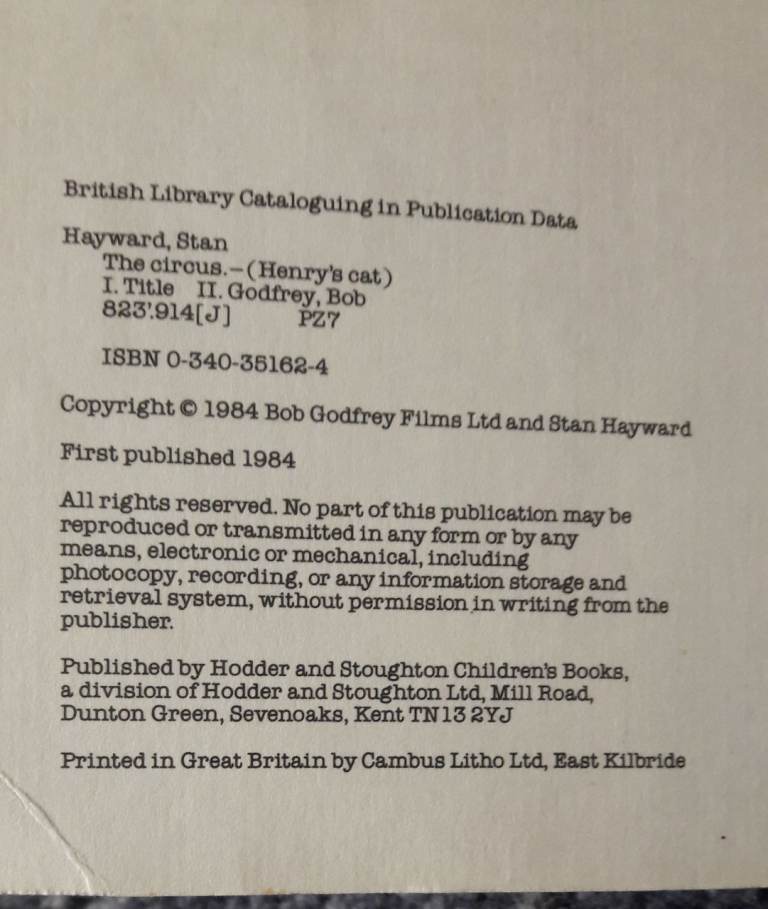 British Library Cataloguing in Publication Data
Hayward, Stan
The circus.—(Henry's cat)
I. Title II. Godfrey, Bob
823'.914[J] PZ7
ISBN 0-340-35162-4
Copyright © 1984 Bob Godfrey Films Ltd and Stan Hayward
First published 1984
All rights reserved. No part of this publication may be
reproduced or transmitted in any form or by any
means, electronic or mechanical, including
photocopy, recording, or any information storage and
retrieval system, without permission in writing from the
publisher.
Published by Hodder and Stoughton Children's Books,
a division of Hodder and Stoughton Ltd, Mill Road,
Dunton Green, Sevenoaks, Kent TN13 2YJ
Printed in Great Britain by Cambus Litho Ltd, East Kilbride